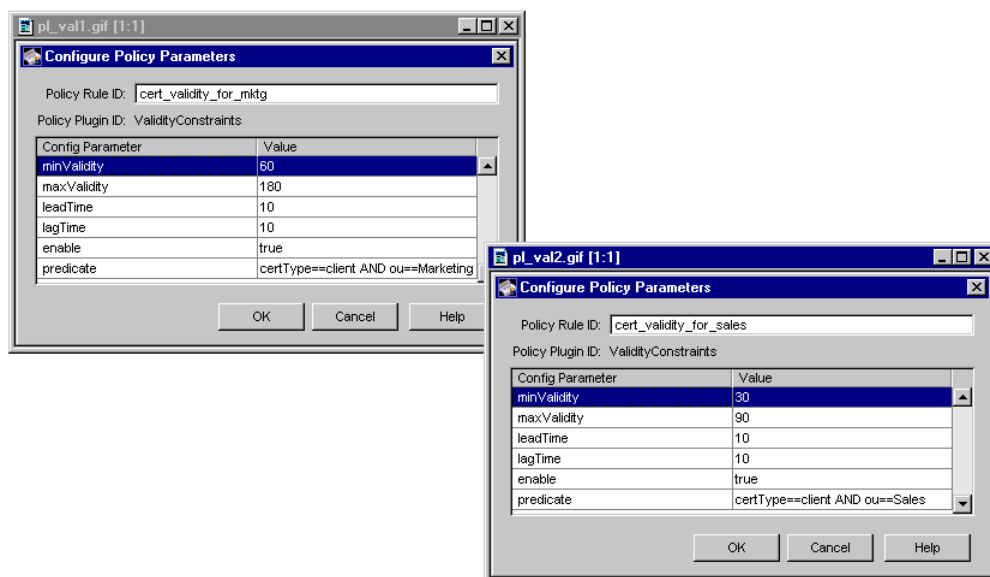 pl_val1.gif [1:1]
Configure Policy Parameters
Policy Rule ID: cert_validity_for_mktg
Policy Plugin ID: ValidityConstraints
Config Parameter Value
minValidity 60
maxValidity 180
leadTime 10
lagTime 10
enable true
predicate certType==client AND ou==Marketing
OK Cancel Help
pl_val2.gif [1:1]
Configure Policy Parameters
Policy Rule ID: cert_validity_for_sales
Policy Plugin ID: ValidityConstraints
Config Parameter Value
minValidity 30
maxValidity 90
leadTime 10
lagTime 10
enable true
predicate certType==client AND ou==Sales
OK Cancel Help